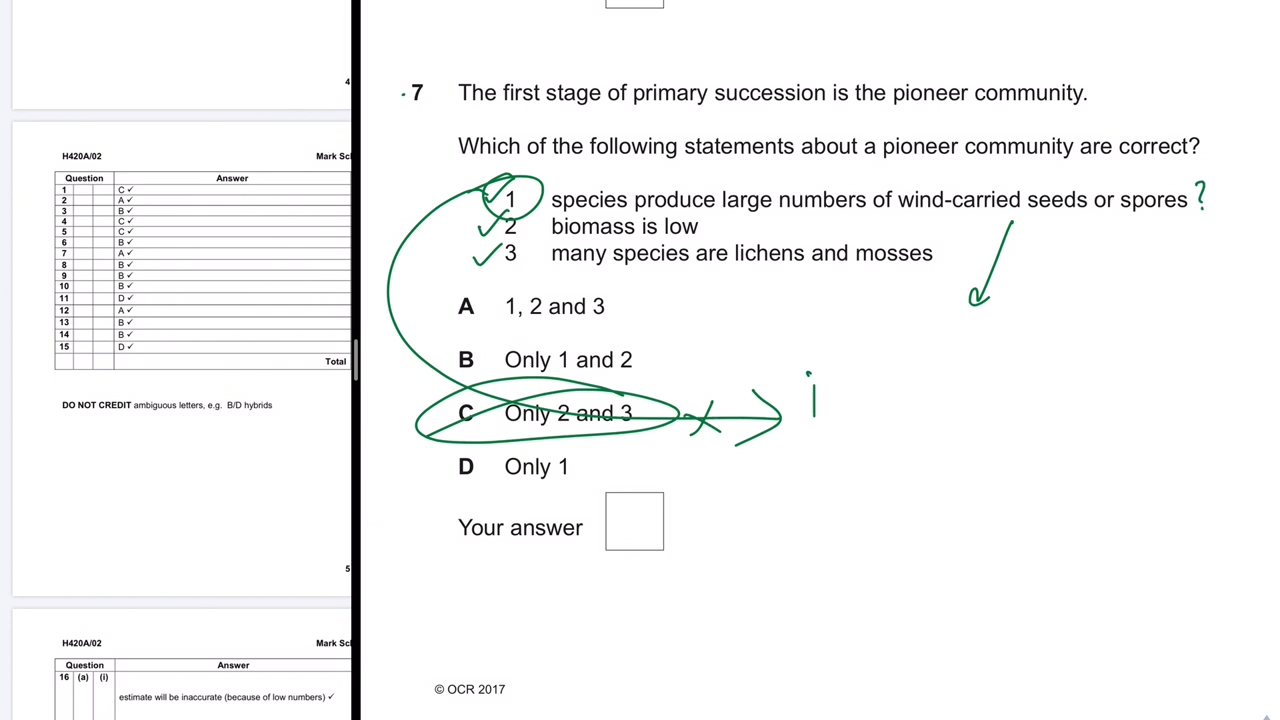 4
H420A/02 Mark Scl
Question Answer
1 C ✓
2 A ✓
3 B ✓
4 C ✓
5 C ✓
6 B ✓
7 A ✓
8 B ✓
9 B ✓
10 B ✓
11 D ✓
12 A ✓
13 B ✓
14 B ✓
15 D ✓
Total
DO NOT CREDIT ambiguous letters, e.g. B/D hybrids
5
H420A/02 Mark Scl
Question Answer
16 (a) (i)
estimate will be inaccurate (because of low numbers) ✓
7 The first stage of primary succession is the pioneer community.
Which of the following statements about a pioneer community are correct?
1 species produce large numbers of wind-carried seeds or spores ?
2 biomass is low
3 many species are lichens and mosses
A 1, 2 and 3
B Only 1 and 2
C Only 2 and 3
i
D Only 1
Your answer
© OCR 2017